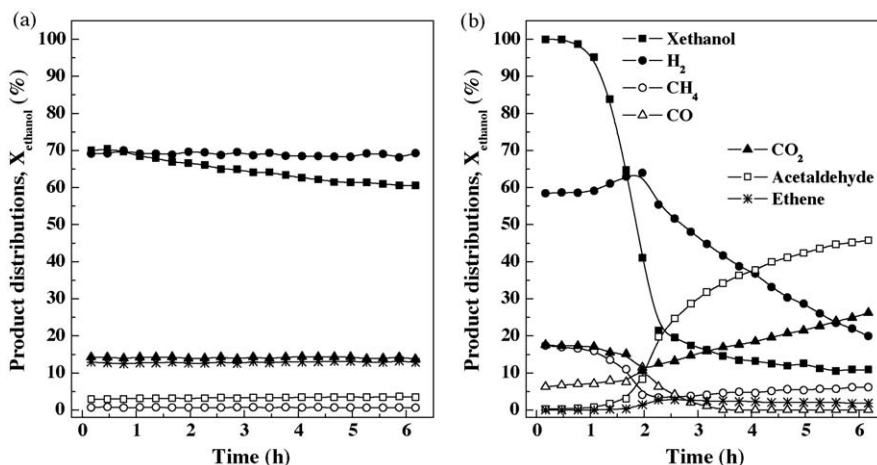 (a)
100
90
80
70
60
50
40
30
20
10
0
Product distributions, X_ethanol (%)
0 1 2 3 4 5 6
Time (h)
(b)
100
90
80
70
60
50
40
30
20
10
0
Product distributions, X_ethanol (%)
Xethanol
H₂
CH₄
CO
CO₂
Acetaldehyde
Ethene
0 1 2 3 4 5 6
Time (h)